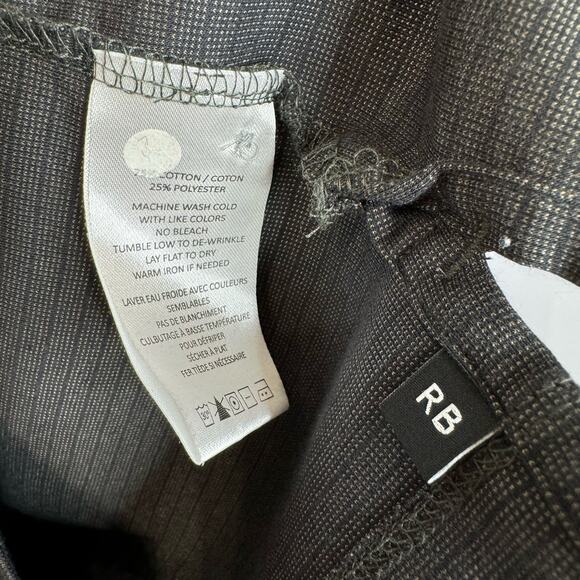 COTTON / COTON
25% POLYESTER
MACHINE WASH COLD
WITH LIKE COLORS
NO BLEACH
TUMBLE LOW TO DE-WRINKLE
LAY FLAT TO DRY
WARM IRON IF NEEDED
LAVER EAU FROIDE AVEC COULEURS
SEMBLABLES
PAS DE BLANCHIMENT
CULBUTAGE À BASSE TEMPÉRATURE
POUR DÉFRIPER
SÉCHER À PLAT
FER TIÈDE SI NÉCESSAIRE
30°
RB